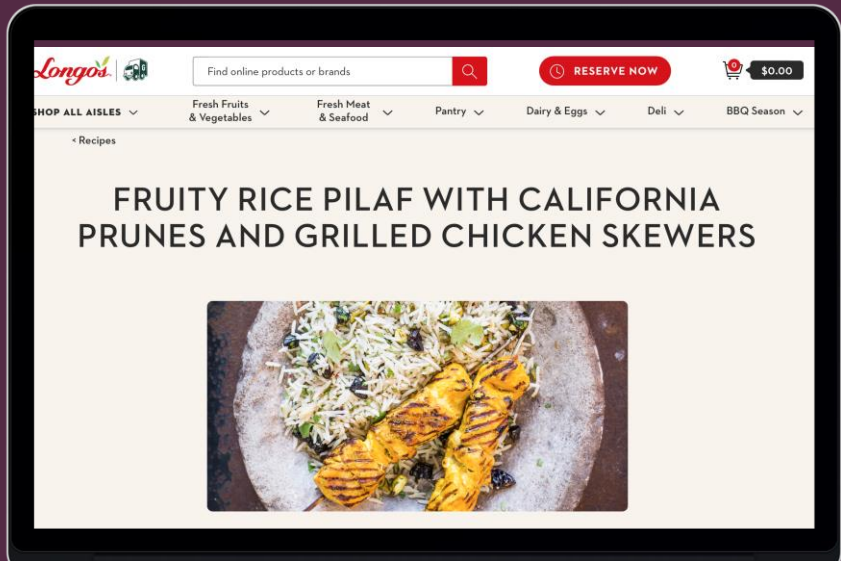 Longo's
Find online products or brands
RESERVE NOW
0
$0.00
SHOP ALL AISLES
Fresh Fruits
& Vegetables
Fresh Meat
& Seafood
Pantry
Dairy & Eggs
Deli
BBQ Season
< Recipes
FRUITY RICE PILAF WITH CALIFORNIA
PRUNES AND GRILLED CHICKEN SKEWERS